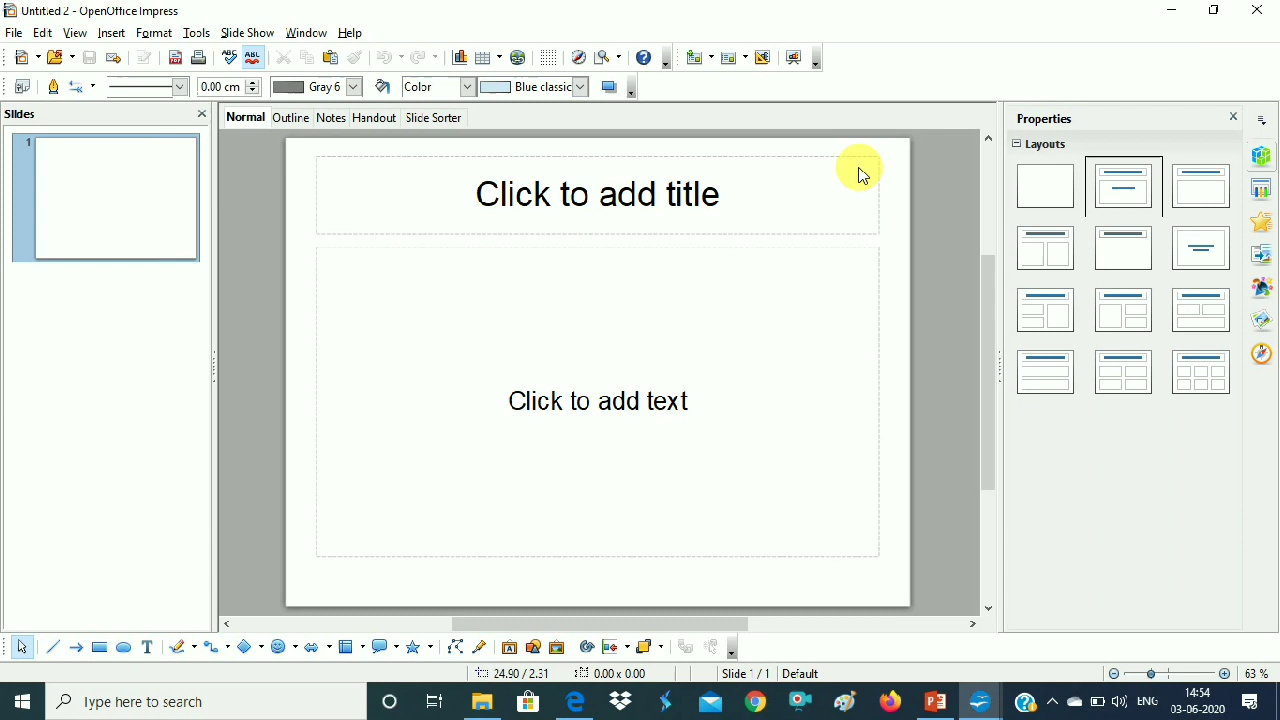 Untitled 2 - OpenOffice Impress
File Edit View Insert Format Tools Slide Show Window Help
0.00 cm Gray 6 Color Blue classic
Slides
Normal Outline Notes Handout Slide Sorter
Properties
Layouts
1
Click to add title
Click to add text
24.90 / 2.31 0.00 x 0.00 Slide 1 / 1 Default 63 %
Type here to search
ENG
14:54
03-06-2020